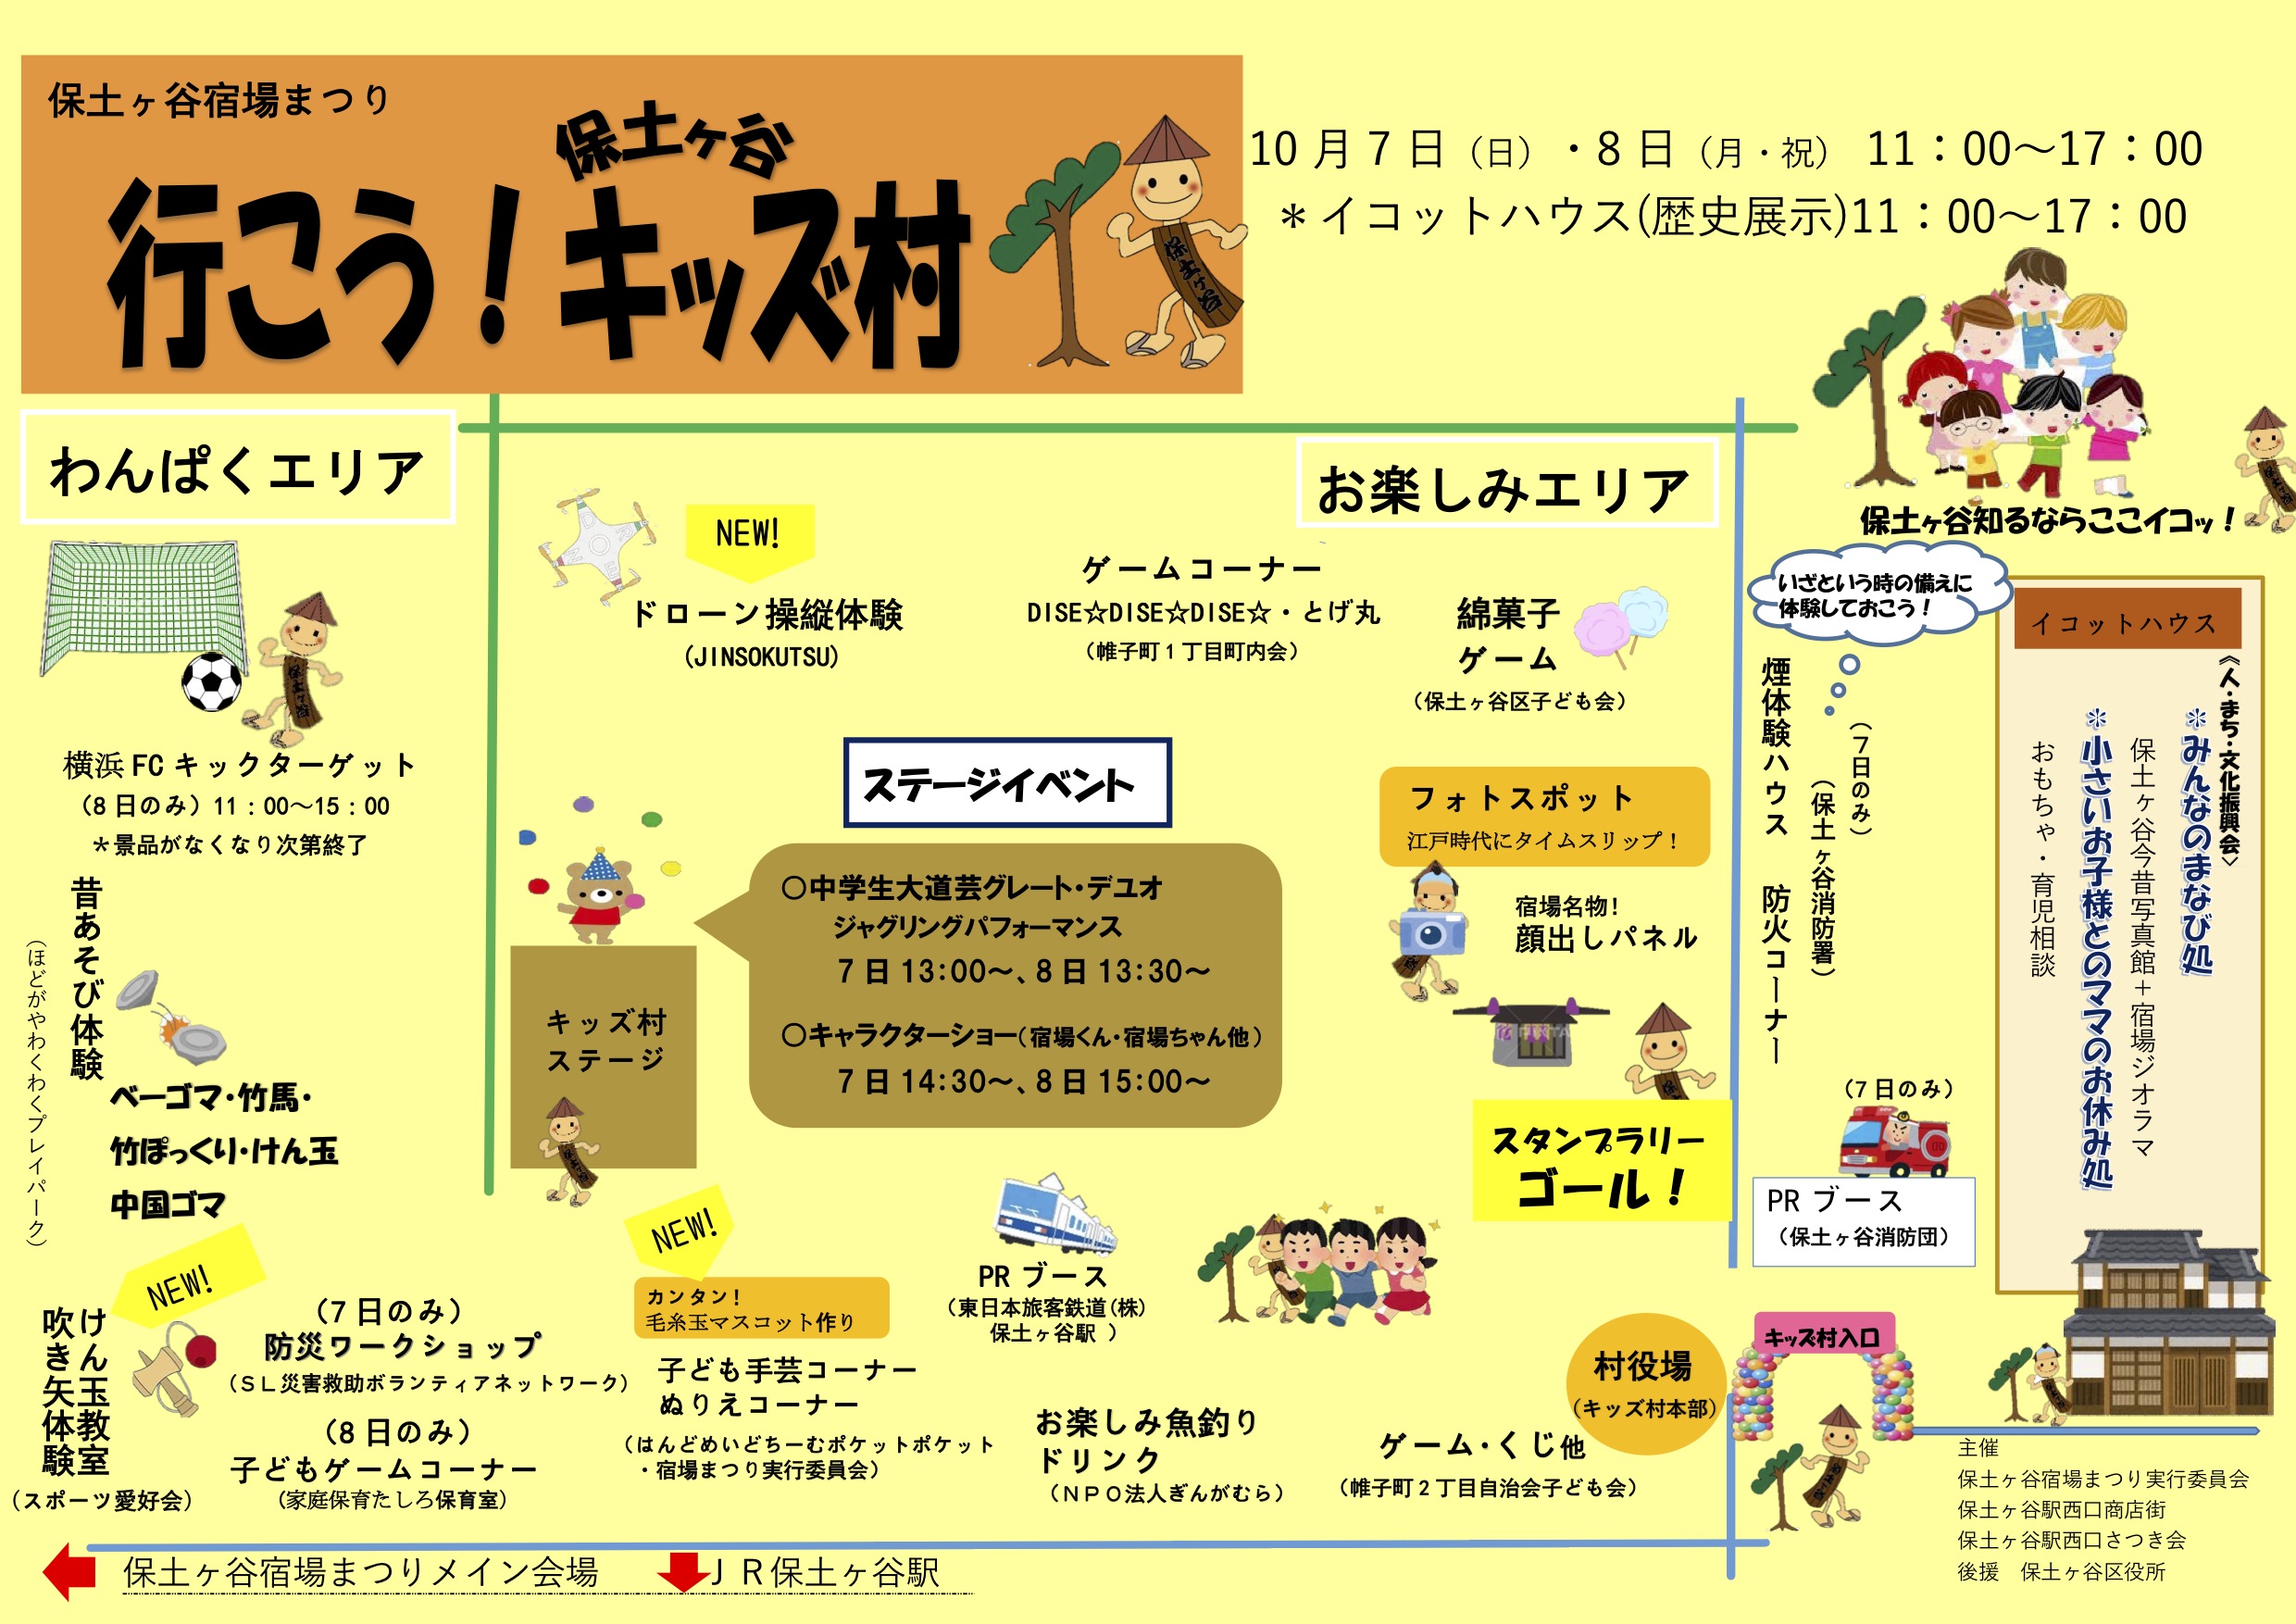 保土ヶ谷宿場まつり
保土ヶ谷
行こう！キッズ村
保土ヶ谷
10月7日（日）・8日（月・祝） 11：00～17：00
＊イコットハウス(歴史展示)11：00～17：00
わんぱくエリア
保土ヶ谷
横浜FCキックターゲット
（8日のみ）11：00～15：00
＊景品がなくなり次第終了
昔あそび体験
（ほどがやわくわくプレイパーク）
ベーゴマ・竹馬・
竹ぽっくり・けん玉
中国ゴマ
NEW!
けん玉教室
吹き矢体験
（スポーツ愛好会）
（7日のみ）
防災ワークショップ
（ＳＬ災害救助ボランティアネットワーク）
（8日のみ）
子どもゲームコーナー
（家庭保育たしろ保育室）
お楽しみエリア
NEW!
ドローン操縦体験
（JINSOKUTSU）
ゲームコーナー
DISE☆DISE☆DISE☆・とげ丸
（帷子町1丁目町内会）
綿菓子
ゲーム
（保土ヶ谷区子ども会）
ステージイベント
○中学生大道芸グレート・デュオ
ジャグリングパフォーマンス
7日13:00～、8日13:30～
○キャラクターショー（宿場くん・宿場ちゃん他）
7日14:30～、8日15:00～
キッズ村
ステージ
保土ヶ谷
フォトスポット
江戸時代にタイムスリップ！
宿場名物！
顔出しパネル
スタンプラリー
ゴール！
NEW!
カンタン！
毛糸玉マスコット作り
子ども手芸コーナー
ぬりえコーナー
（はんどめいどちーむポケットポケット
・宿場まつり実行委員会）
PRブース
（東日本旅客鉄道(株)
保土ヶ谷駅 ）
お楽しみ魚釣り
ドリンク
（ＮＰＯ法人ぎんがむら）
ゲーム・くじ他
（帷子町2丁目自治会子ども会）
村役場
（キッズ村本部）
キッズ村入口
保土ヶ谷知るならここイコッ！
いざという時の備えに
体験しておこう！
（7日のみ）
（保土ヶ谷消防署）
煙体験ハウス 防火コーナー
（7日のみ）
PRブース
（保土ヶ谷消防団）
イコットハウス
《人・まち・文化振興会》
＊みんなのまなび処
保土ヶ谷今昔写真館＋宿場ジオラマ
＊小さいお子様とのママのお休み処
おもちゃ・育児相談
主催
保土ヶ谷宿場まつり実行委員会
保土ヶ谷駅西口商店街
保土ヶ谷駅西口さつき会
後援 保土ヶ谷区役所
保土ヶ谷宿場まつりメイン会場
ＪＲ保土ヶ谷駅